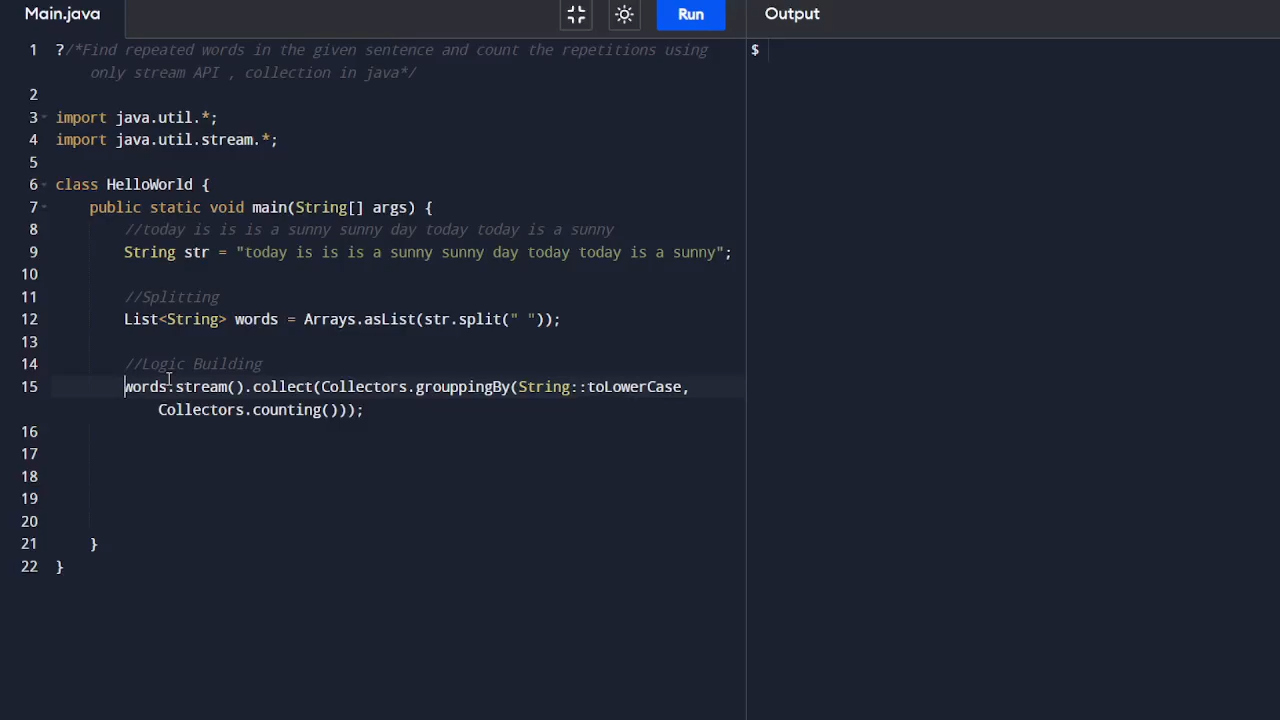 Main.java
Run
Output
1 ?/*Find repeated words in the given sentence and count the repetitions using
only stream API , collection in java*/
$
2
3 import java.util.*;
4 import java.util.stream.*;
5
6 class HelloWorld {
7 public static void main(String[] args) {
8 //today is is is a sunny sunny day today today is a sunny
9 String str = "today is is is a sunny sunny day today today is a sunny";
10
11 //Splitting
12 List<String> words = Arrays.asList(str.split(" "));
13
14 //Logic Building
15 words.stream().collect(Collectors.grouppingBy(String::toLowerCase,
Collectors.counting()));
16
17
18
19
20
21 }
22 }